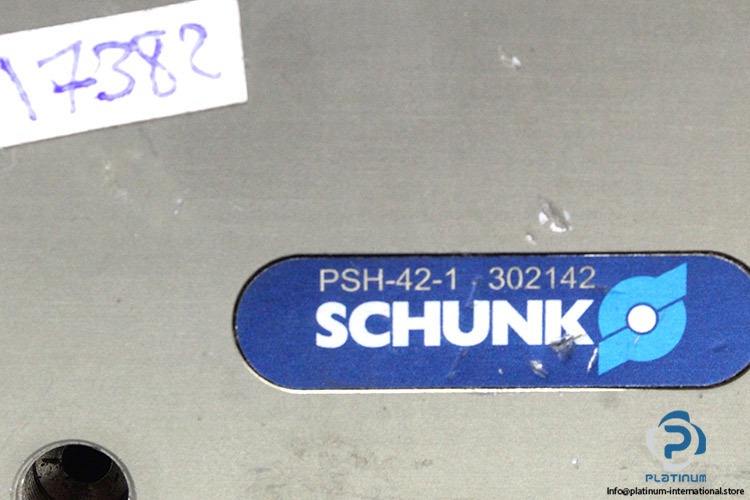 17382
PSH-42-1 302142
SCHUNK
PLATINUM
Info@platinum-international.store